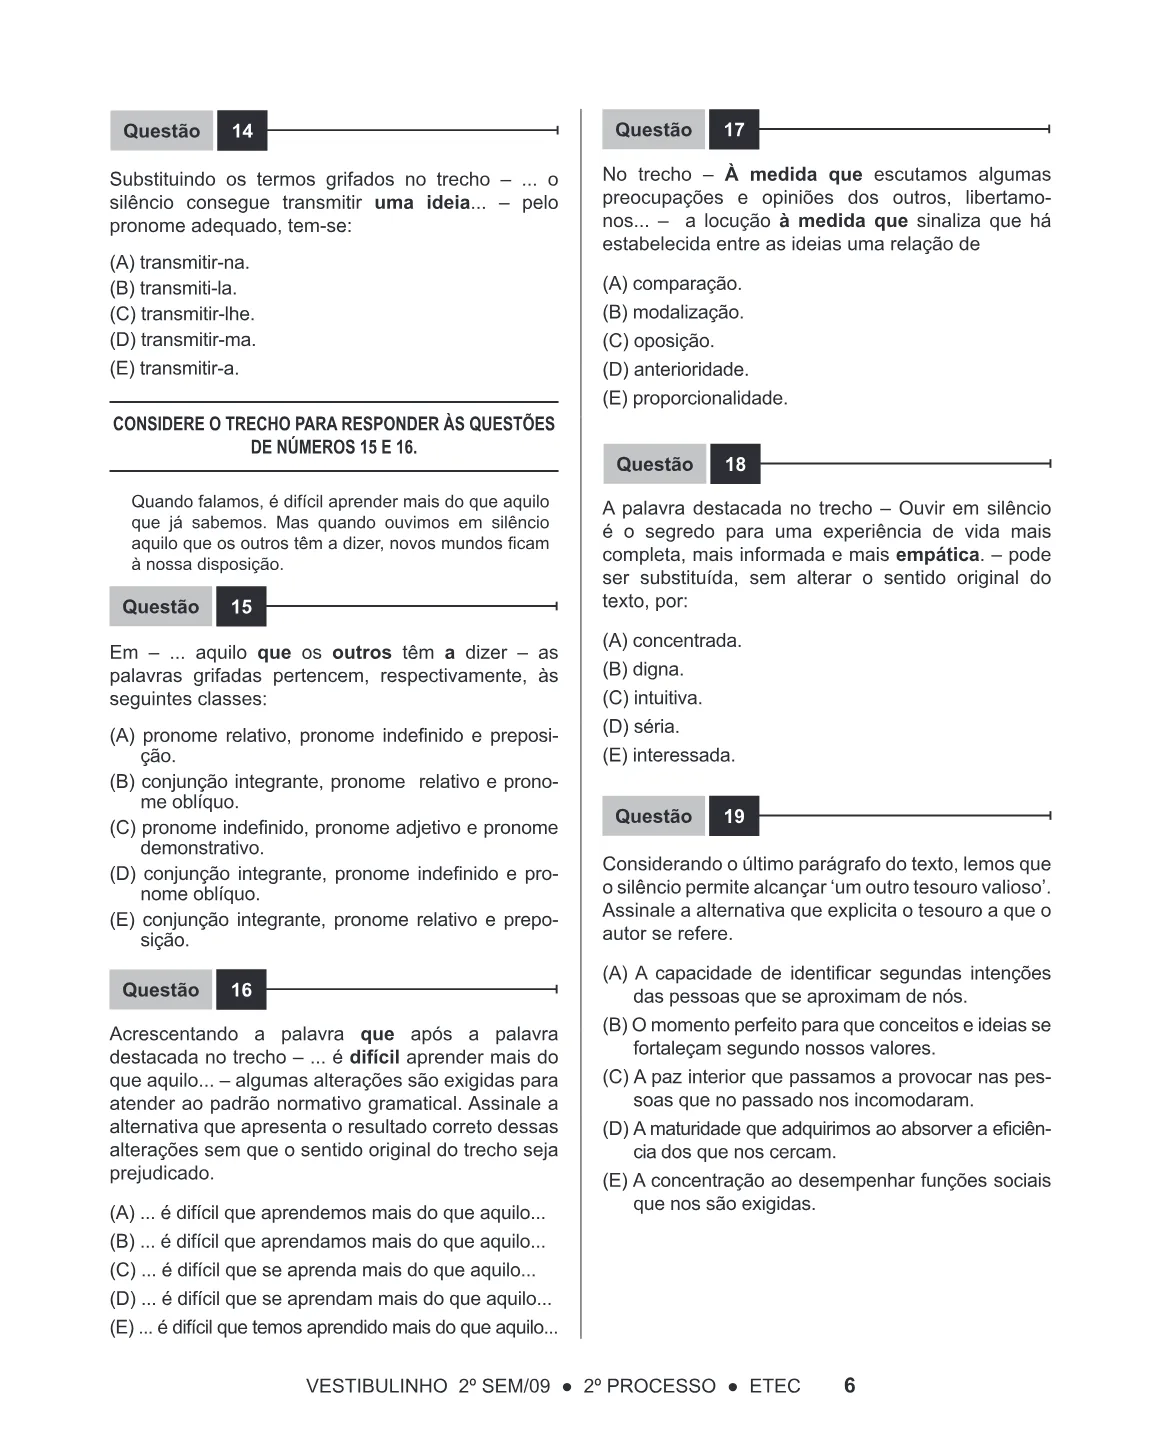 Questão 14
Substituindo os termos grifados no trecho – ... o
silêncio consegue transmitir uma ideia... – pelo
pronome adequado, tem-se:
(A) transmitir-na.
(B) transmiti-la.
(C) transmitir-lhe.
(D) transmitir-ma.
(E) transmitir-a.
CONSIDERE O TRECHO PARA RESPONDER ÀS QUESTÕES
DE NÚMEROS 15 E 16.
Quando falamos, é difícil aprender mais do que aquilo
que já sabemos. Mas quando ouvimos em silêncio
aquilo que os outros têm a dizer, novos mundos ficam
à nossa disposição.
Questão 15
Em – ... aquilo que os outros têm a dizer – as
palavras grifadas pertencem, respectivamente, às
seguintes classes:
(A) pronome relativo, pronome indefinido e preposi-
ção.
(B) conjunção integrante, pronome relativo e prono-
me oblíquo.
(C) pronome indefinido, pronome adjetivo e pronome
demonstrativo.
(D) conjunção integrante, pronome indefinido e pro-
nome oblíquo.
(E) conjunção integrante, pronome relativo e prepo-
sição.
Questão 16
Acrescentando a palavra que após a palavra
destacada no trecho – ... é difícil aprender mais do
que aquilo... – algumas alterações são exigidas para
atender ao padrão normativo gramatical. Assinale a
alternativa que apresenta o resultado correto dessas
alterações sem que o sentido original do trecho seja
prejudicado.
(A) ... é difícil que aprendemos mais do que aquilo...
(B) ... é difícil que aprendamos mais do que aquilo...
(C) ... é difícil que se aprenda mais do que aquilo...
(D) ... é difícil que se aprendam mais do que aquilo...
(E) ... é difícil que temos aprendido mais do que aquilo...
Questão 17
No trecho – À medida que escutamos algumas
preocupações e opiniões dos outros, libertamo-
nos... – a locução à medida que sinaliza que há
estabelecida entre as ideias uma relação de
(A) comparação.
(B) modalização.
(C) oposição.
(D) anterioridade.
(E) proporcionalidade.
Questão 18
A palavra destacada no trecho – Ouvir em silêncio
é o segredo para uma experiência de vida mais
completa, mais informada e mais empática. – pode
ser substituída, sem alterar o sentido original do
texto, por:
(A) concentrada.
(B) digna.
(C) intuitiva.
(D) séria.
(E) interessada.
Questão 19
Considerando o último parágrafo do texto, lemos que
o silêncio permite alcançar ‘um outro tesouro valioso’.
Assinale a alternativa que explicita o tesouro a que o
autor se refere.
(A) A capacidade de identificar segundas intenções
das pessoas que se aproximam de nós.
(B) O momento perfeito para que conceitos e ideias se
fortaleçam segundo nossos valores.
(C) A paz interior que passamos a provocar nas pes-
soas que no passado nos incomodaram.
(D) A maturidade que adquirimos ao absorver a eficiên-
cia dos que nos cercam.
(E) A concentração ao desempenhar funções sociais
que nos são exigidas.
VESTIBULINHO 2º SEM/09 ● 2º PROCESSO ● ETEC 6